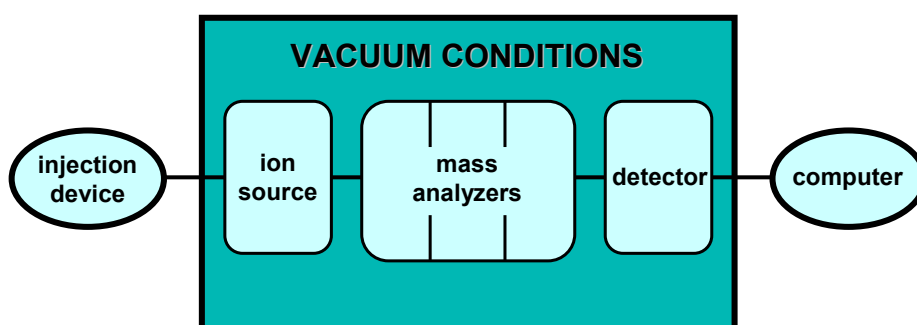 VACUUM CONDITIONS
injection
device
ion
source
mass
analyzers
detector
computer